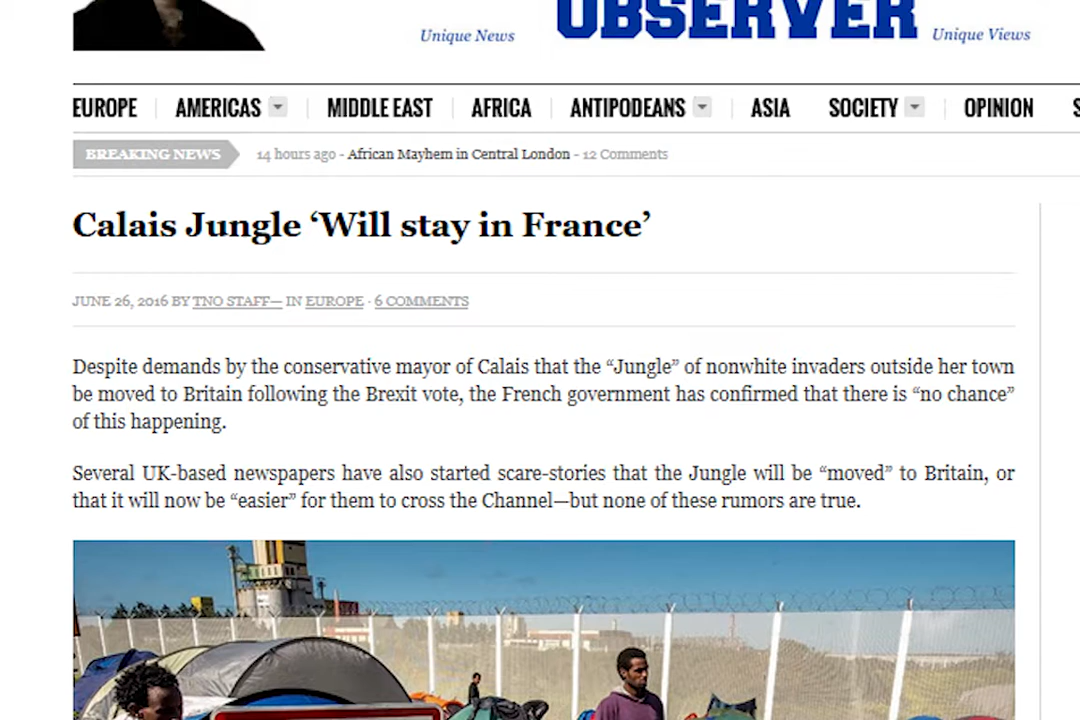 Unique News OBSERVER Unique Views
EUROPE AMERICAS MIDDLE EAST AFRICA ANTIPODEANS ASIA SOCIETY OPINION S
BREAKING NEWS 14 hours ago - African Mayhem in Central London - 12 Comments
Calais Jungle ‘Will stay in France’
JUNE 26, 2016 BY TNO STAFF— IN EUROPE · 6 COMMENTS
Despite demands by the conservative mayor of Calais that the “Jungle” of nonwhite invaders outside her town
be moved to Britain following the Brexit vote, the French government has confirmed that there is “no chance”
of this happening.
Several UK-based newspapers have also started scare-stories that the Jungle will be “moved” to Britain, or
that it will now be “easier” for them to cross the Channel—but none of these rumors are true.